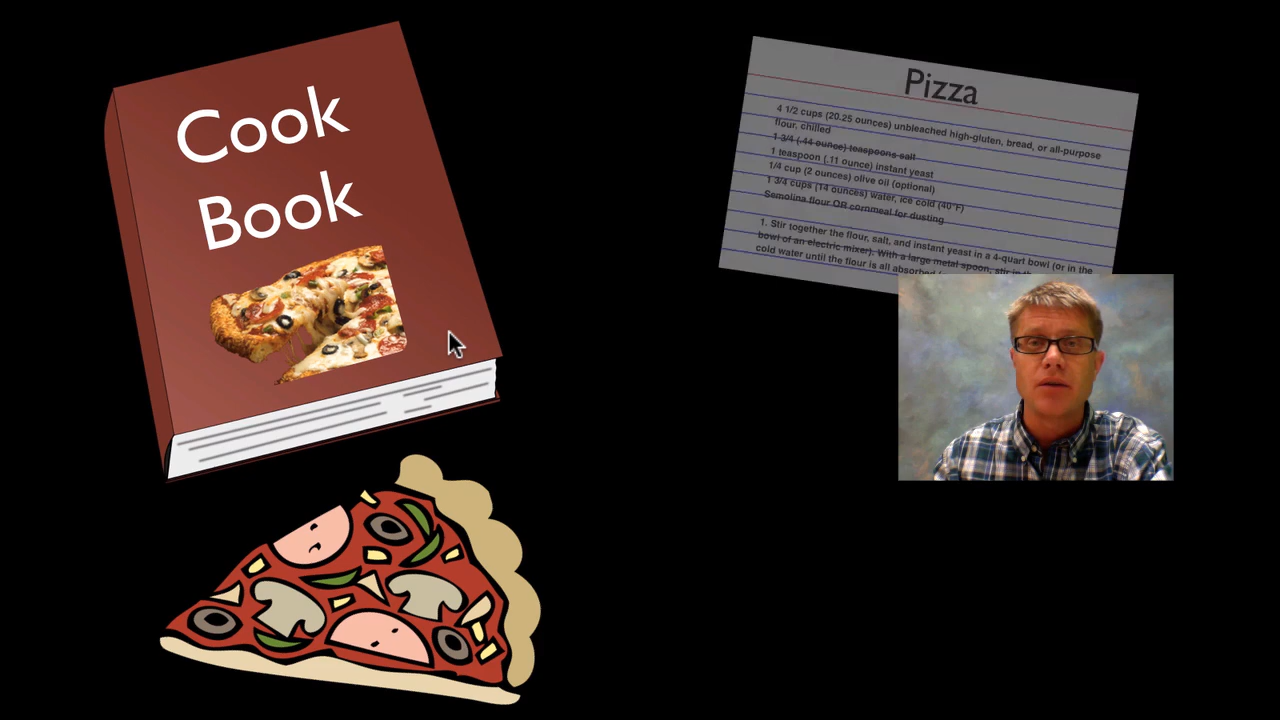 Cook
Book
Pizza
4 1/2 cups (20.25 ounces) unbleached high-gluten, bread, or all-purpose
flour, chilled
1 3/4 (.44 ounce) teaspoons salt
1 teaspoon (.11 ounce) instant yeast
1/4 cup (2 ounces) olive oil (optional)
1 3/4 cups (14 ounces) water, ice cold (40°F)
Semolina flour OR cornmeal for dusting
1. Stir together the flour, salt, and instant yeast in a 4-quart bowl (or in the
bowl of an electric mixer). With a large metal spoon, stir in the
cold water until the flour is all absorbed